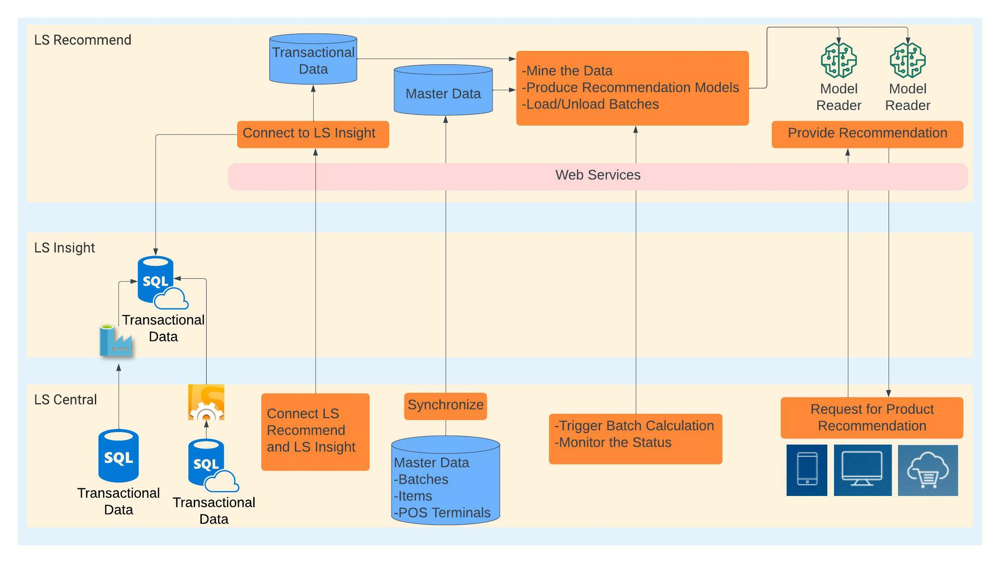 LS Recommend
Transactional
Data
Master Data
-Mine the Data
-Produce Recommendation Models
-Load/Unload Batches
Model
Reader
Model
Reader
Connect to LS Insight
Provide Recommendation
Web Services
LS Insight
SQL
Transactional
Data
LS Central
SQL
Transactional
Data
SQL
Transactional
Data
Connect LS
Recommend
and LS Insight
Synchronize
Master Data
-Batches
-Items
-POS Terminals
-Trigger Batch Calculation
-Monitor the Status
Request for Product
Recommendation